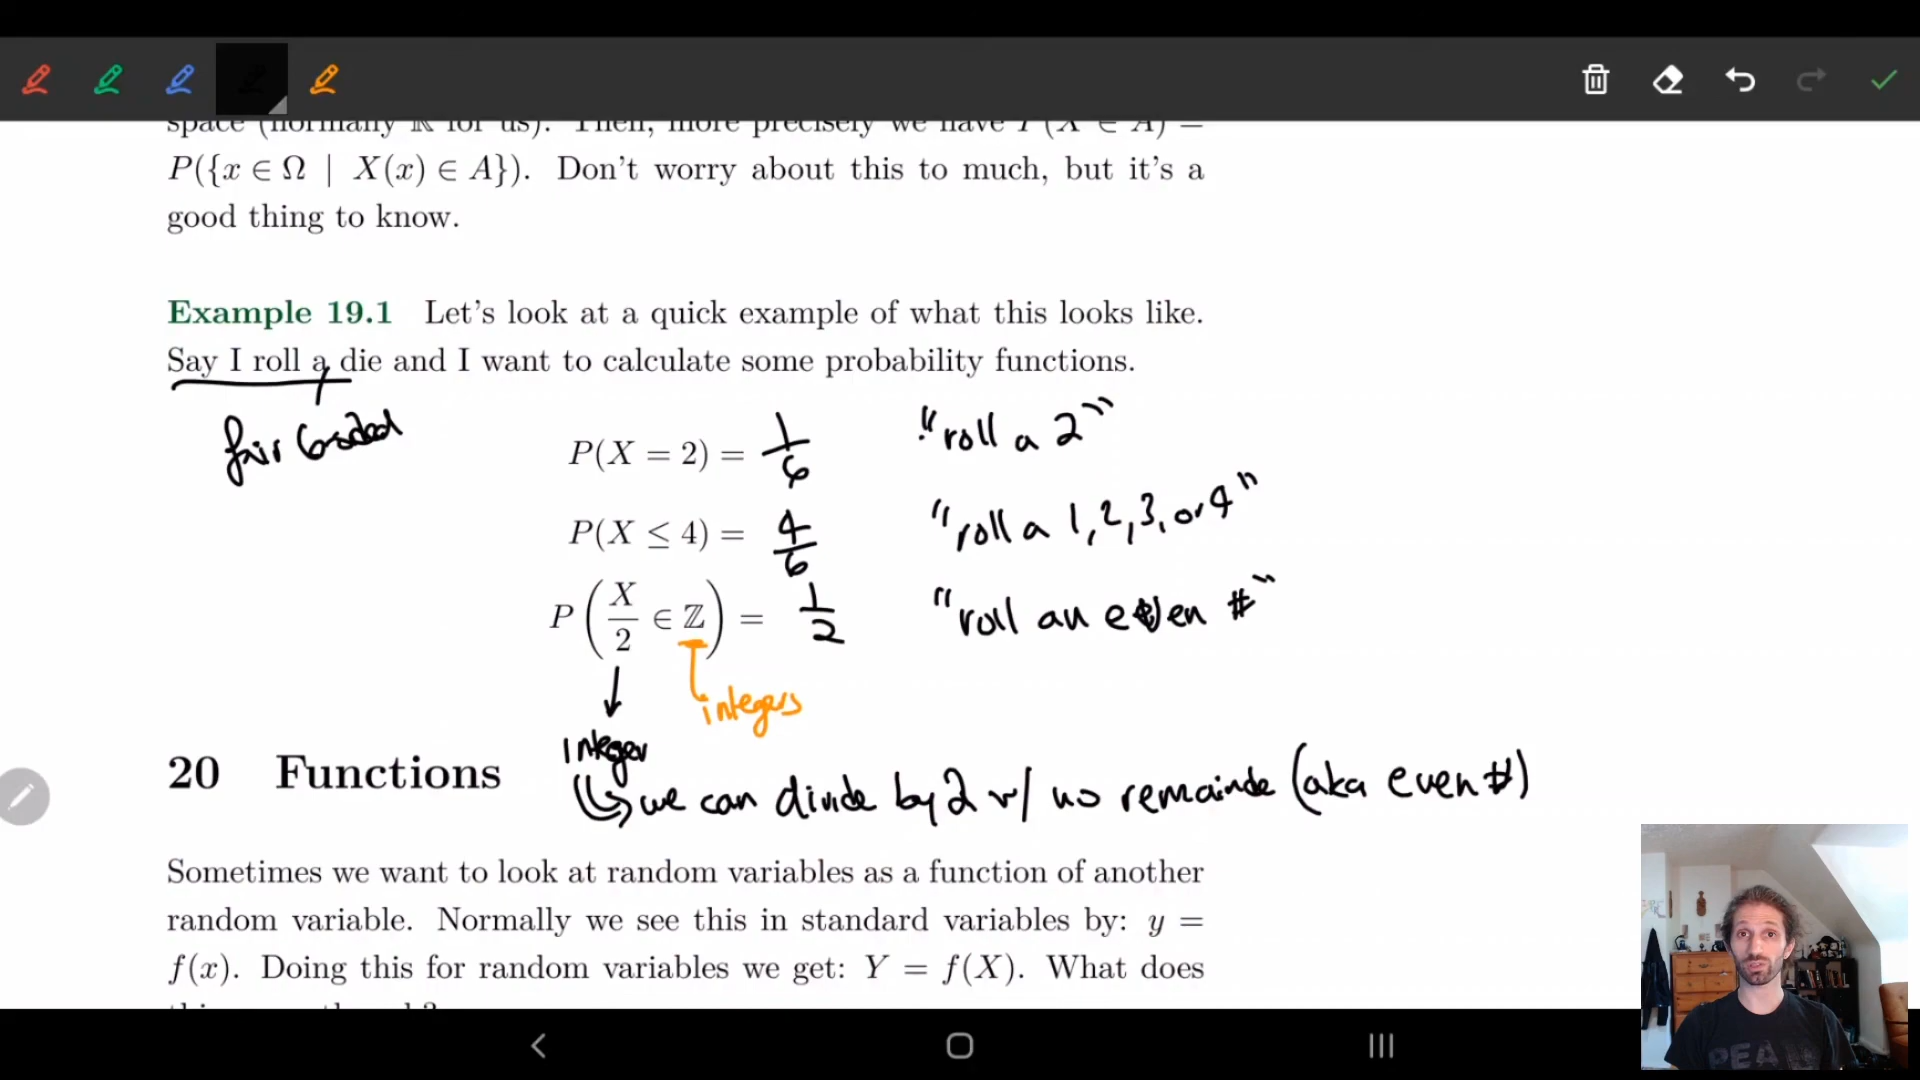 space (normally ℝ for us). Then, more precisely we have P(X ∈ A) =
P({x ∈ Ω | X(x) ∈ A}). Don't worry about this to much, but it's a
good thing to know.
Example 19.1 Let's look at a quick example of what this looks like.
Say I roll a die and I want to calculate some probability functions.
fair 6 sided
P(X = 2) = 1/6 "roll a 2"
P(X ≤ 4) = 4/6 "roll a 1, 2, 3, or 4"
P(X/2 ∈ ℤ) = 1/2 "roll an even #"
integers
integer
20 Functions
we can divide by 2 w/ no remainde (aka even #)
Sometimes we want to look at random variables as a function of another
random variable. Normally we see this in standard variables by: y =
f(x). Doing this for random variables we get: Y = f(X). What does
PEA